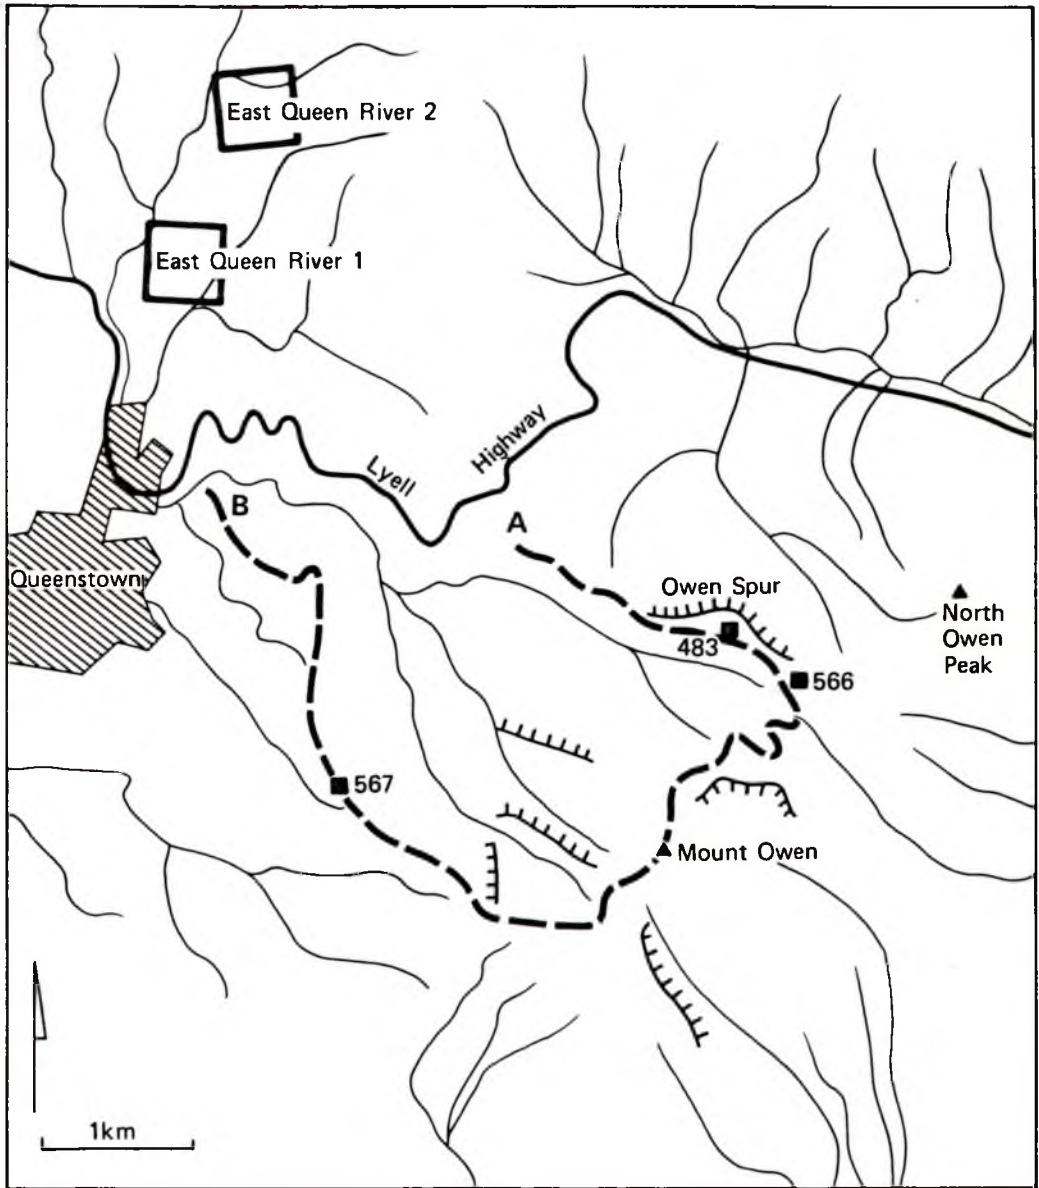 East Queen River 2
East Queen River 1
Lyell Highway
A
B
Queenstown
Owen Spur
483
566
North
Owen
Peak
567
Mount Owen
1km